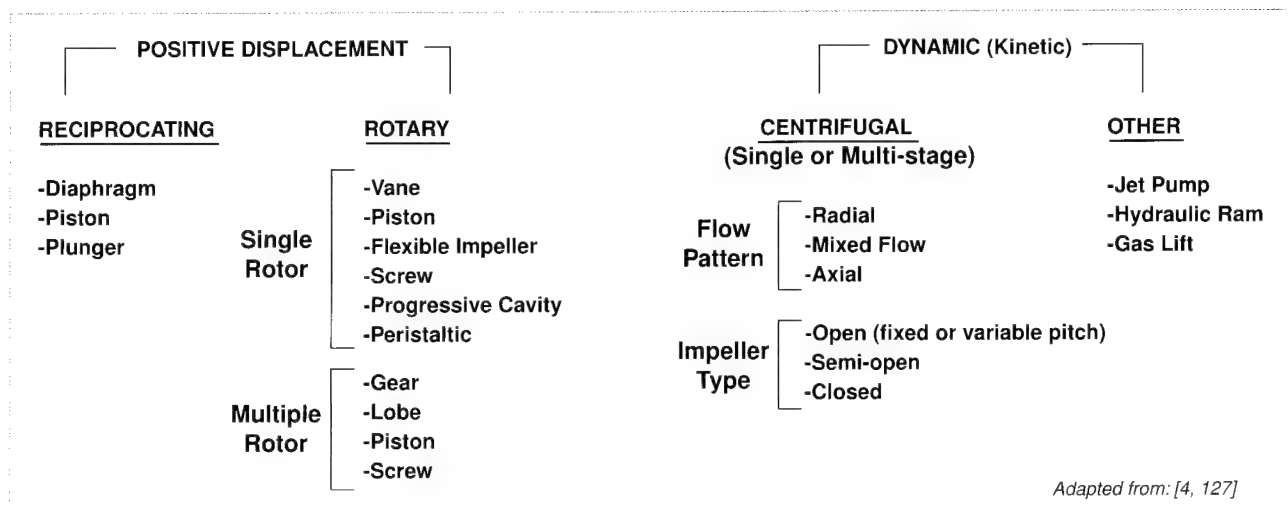 POSITIVE DISPLACEMENT
RECIPROCATING
-Diaphragm
-Piston
-Plunger
ROTARY
Single
Rotor
-Vane
-Piston
-Flexible Impeller
-Screw
-Progressive Cavity
-Peristaltic
Multiple
Rotor
-Gear
-Lobe
-Piston
-Screw
DYNAMIC (Kinetic)
CENTRIFUGAL
(Single or Multi-stage)
Flow
Pattern
-Radial
-Mixed Flow
-Axial
Impeller
Type
-Open (fixed or variable pitch)
-Semi-open
-Closed
OTHER
-Jet Pump
-Hydraulic Ram
-Gas Lift
Adapted from: [4, 127]